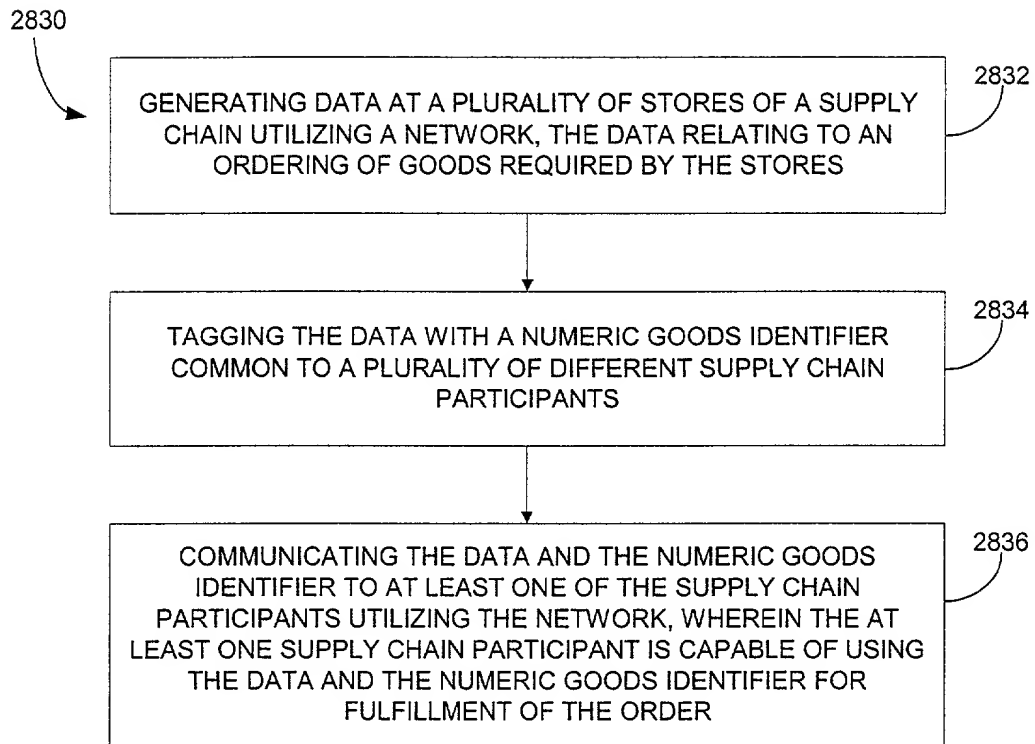 2830
2832
GENERATING DATA AT A PLURALITY OF STORES OF A SUPPLY
CHAIN UTILIZING A NETWORK, THE DATA RELATING TO AN
ORDERING OF GOODS REQUIRED BY THE STORES
2834
TAGGING THE DATA WITH A NUMERIC GOODS IDENTIFIER
COMMON TO A PLURALITY OF DIFFERENT SUPPLY CHAIN
PARTICIPANTS
2836
COMMUNICATING THE DATA AND THE NUMERIC GOODS
IDENTIFIER TO AT LEAST ONE OF THE SUPPLY CHAIN
PARTICIPANTS UTILIZING THE NETWORK, WHEREIN THE AT
LEAST ONE SUPPLY CHAIN PARTICIPANT IS CAPABLE OF USING
THE DATA AND THE NUMERIC GOODS IDENTIFIER FOR
FULFILLMENT OF THE ORDER